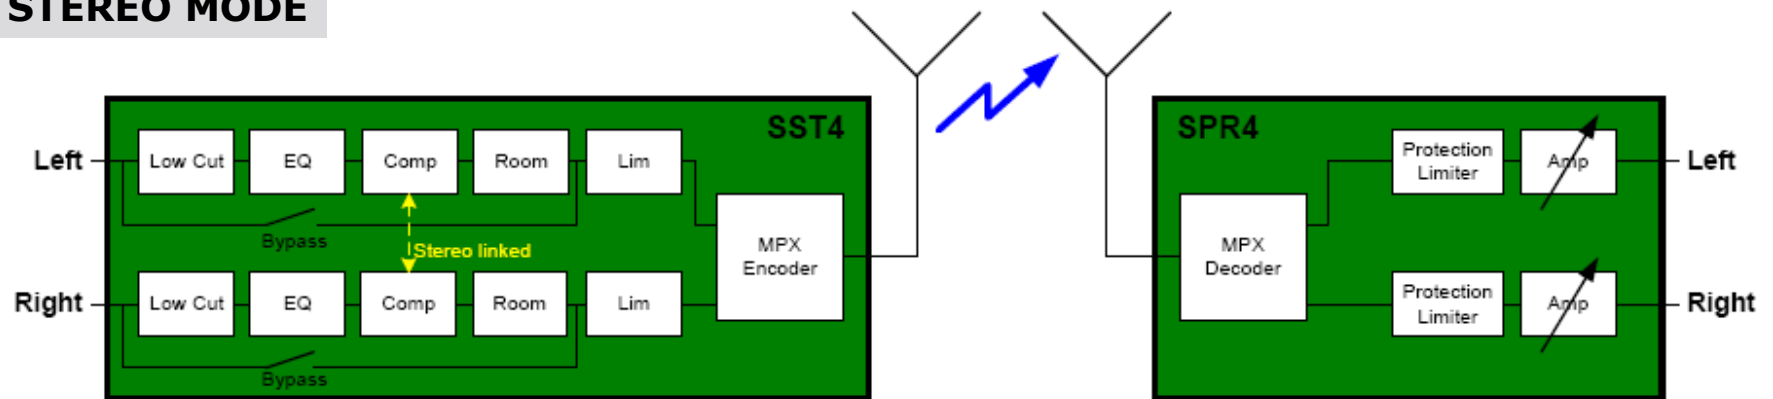 STEREO MODE
SST4
SPR4
Left
Low Cut
EQ
Comp
Room
Lim
Protection
Limiter
Amp
Left
Bypass
Stereo linked
MPX
Encoder
MPX
Decoder
Right
Low Cut
EQ
Comp
Room
Lim
Protection
Limiter
Amp
Right
Bypass